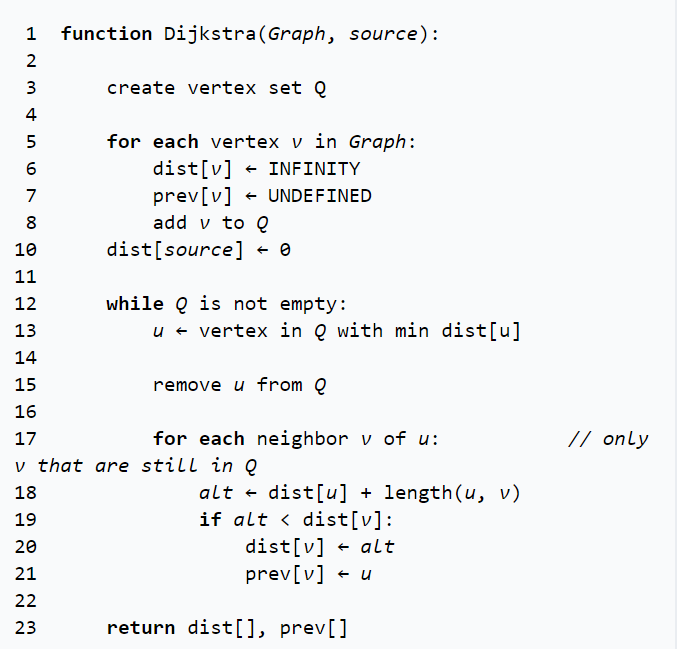 1 function Dijkstra(Graph, source):
2
3 create vertex set Q
4
5 for each vertex v in Graph:
6 dist[v] ← INFINITY
7 prev[v] ← UNDEFINED
8 add v to Q
10 dist[source] ← 0
11
12 while Q is not empty:
13 u ← vertex in Q with min dist[u]
14
15 remove u from Q
16
17 for each neighbor v of u: // only
v that are still in Q
18 alt ← dist[u] + length(u, v)
19 if alt < dist[v]:
20 dist[v] ← alt
21 prev[v] ← u
22
23 return dist[], prev[]